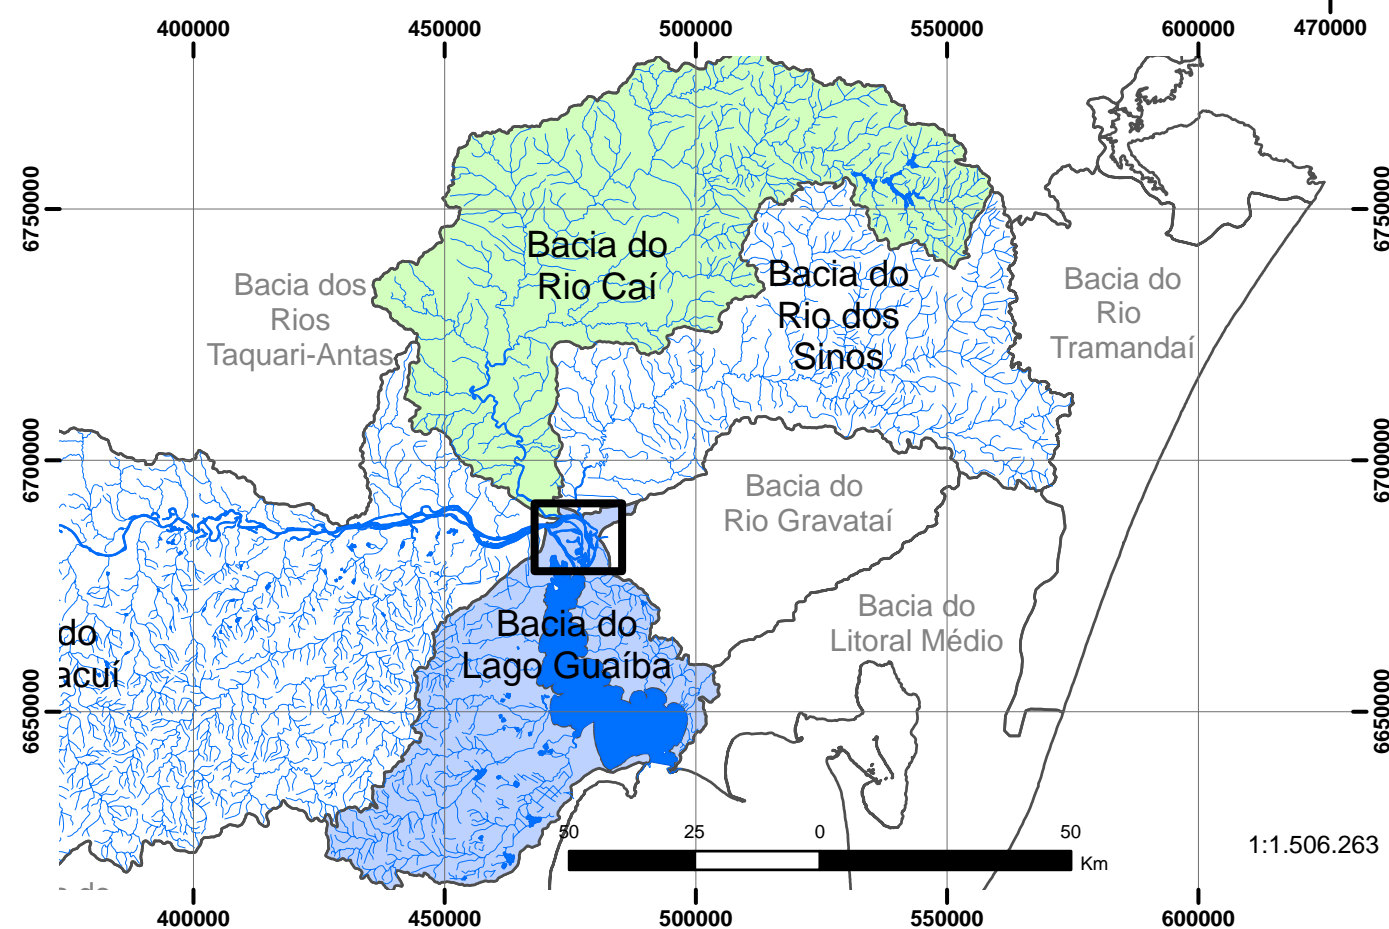 400000 450000 500000 550000 600000 470000
6750000
6750000
Bacia do
Rio Caí
Bacia do
Rio dos
Sinos
Bacia dos
Rios
Taquari-Antas
Bacia do
Rio
Tramandaí
6700000
6700000
Bacia do
Rio Gravataí
Bacia do
Litoral Médio
do
acuí
Bacia do
Lago Guaíba
6650000
6650000
50 25 0 50
Km
1:1.506.263
400000 450000 500000 550000 600000